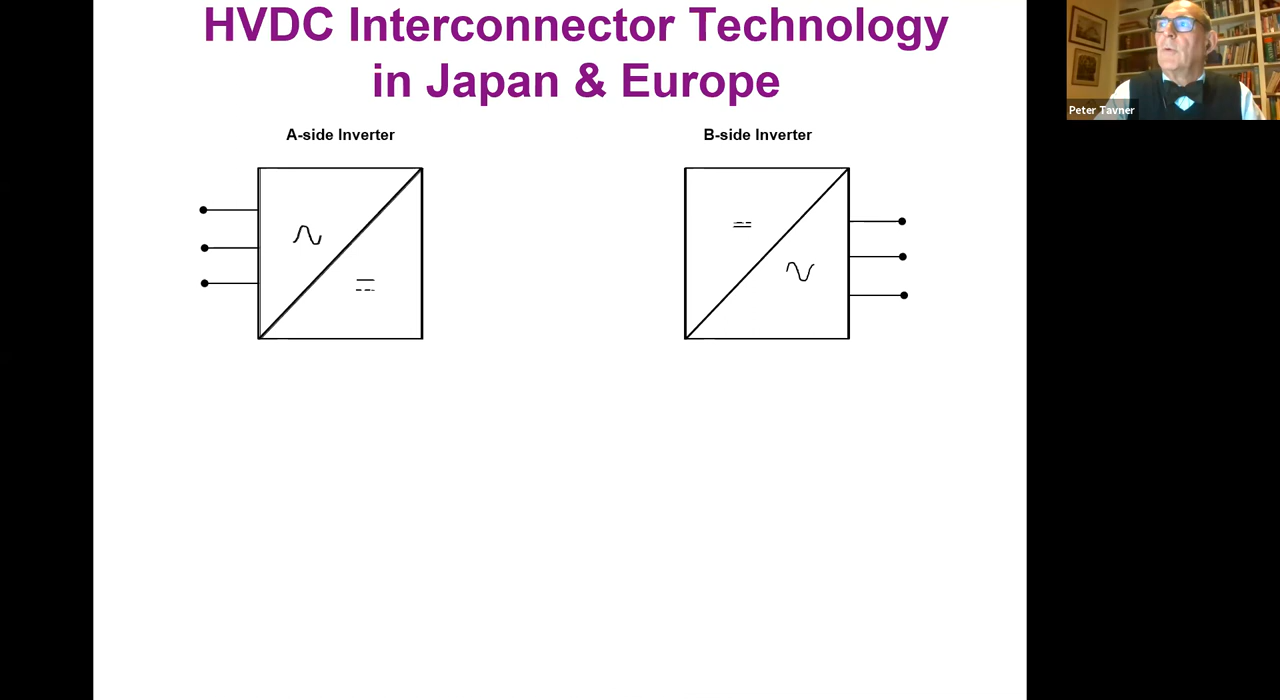 HVDC Interconnector Technology
in Japan & Europe
Peter Tavner
A-side Inverter
B-side Inverter